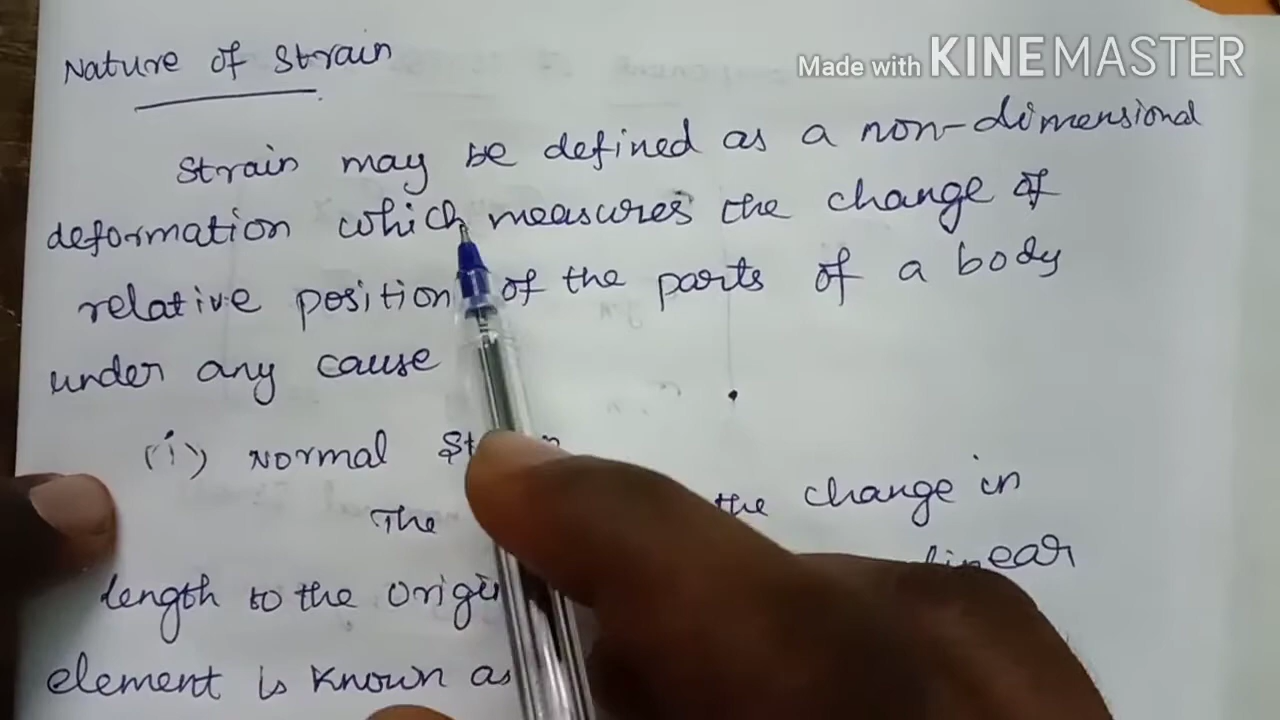 Made with KINEMASTER
Nature of Strain
Strain may be defined as a non-dimensional
deformation which measures the change of
relative position of the parts of a body
under any cause
(i) Normal
The the change in
length to the linear
element is known as